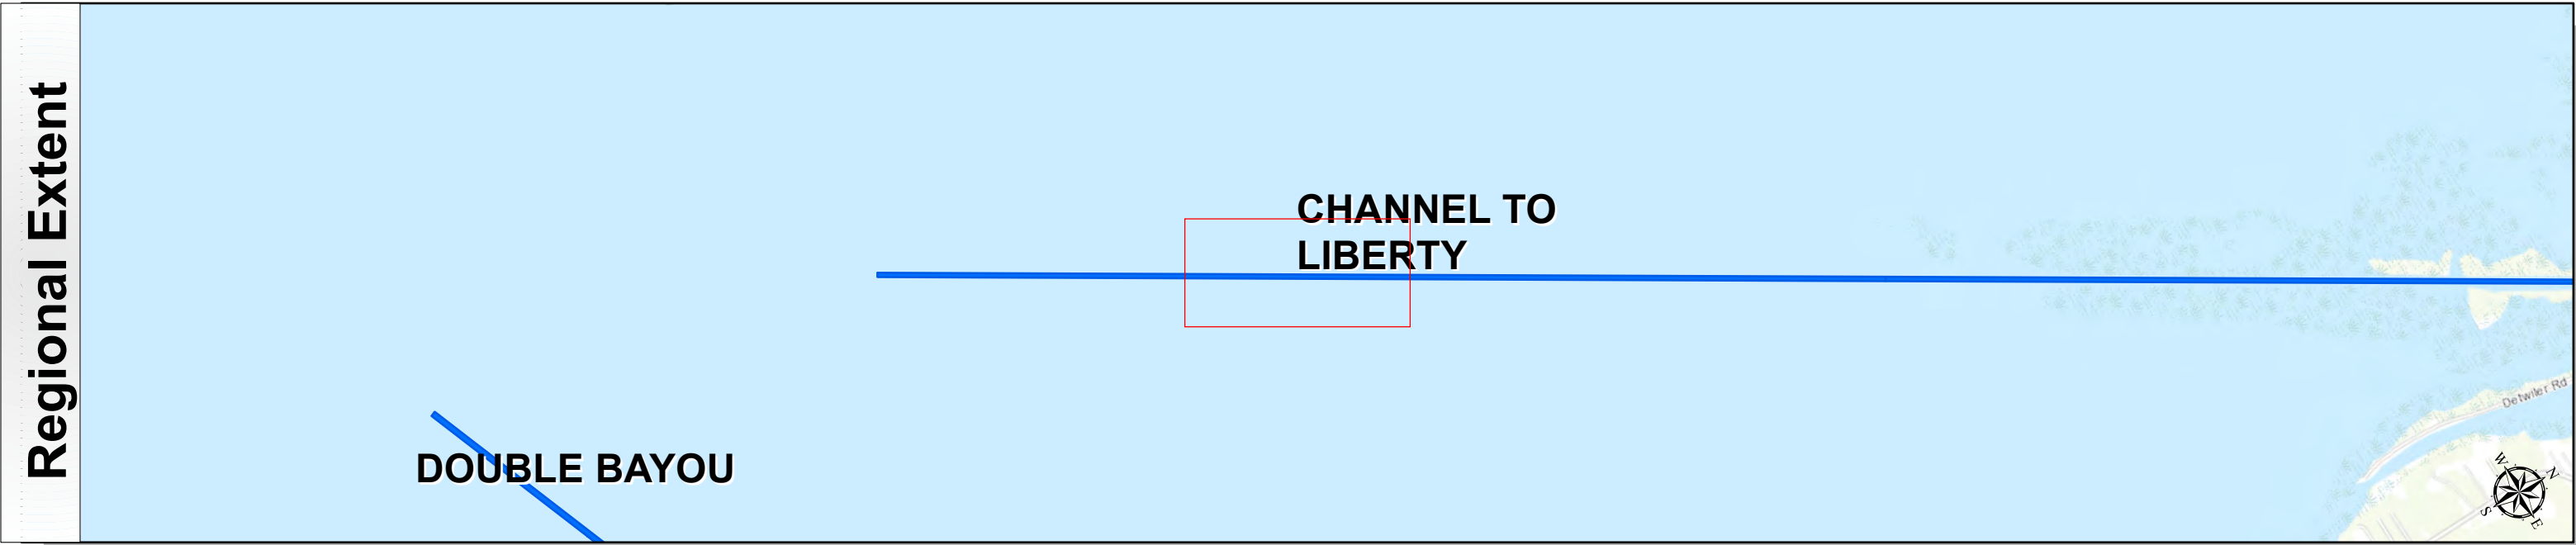 Regional Extent
CHANNEL TO
LIBERTY
DOUBLE BAYOU
Detwiler Rd
W
N
S
E